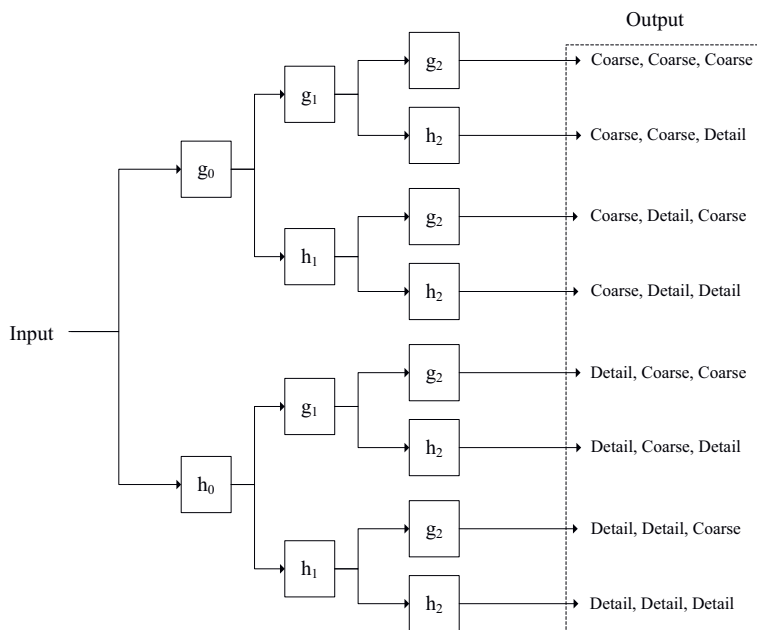 Output
g₂
Coarse, Coarse, Coarse
g₁
h₂
Coarse, Coarse, Detail
g₀
g₂
Coarse, Detail, Coarse
h₁
h₂
Coarse, Detail, Detail
Input
g₂
Detail, Coarse, Coarse
g₁
h₂
Detail, Coarse, Detail
h₀
g₂
Detail, Detail, Coarse
h₁
h₂
Detail, Detail, Detail